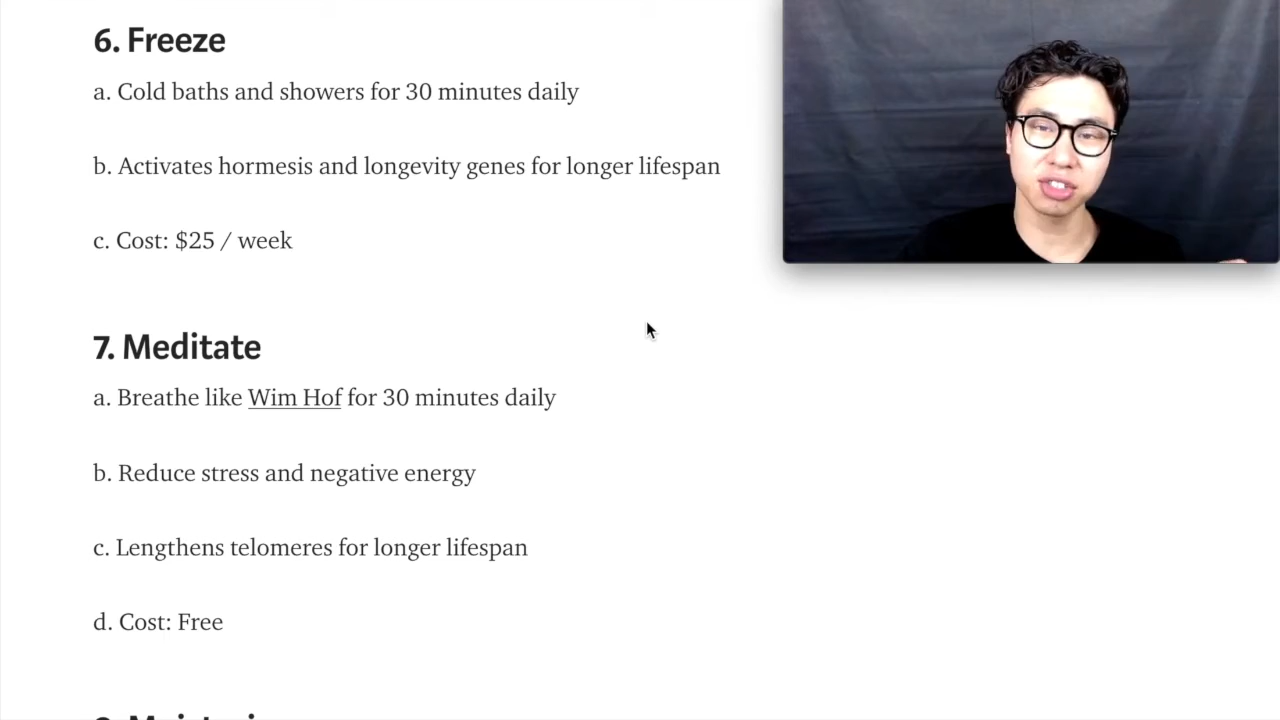 6. Freeze
a. Cold baths and showers for 30 minutes daily
b. Activates hormesis and longevity genes for longer lifespan
c. Cost: $25 / week
7. Meditate
a. Breathe like Wim Hof for 30 minutes daily
b. Reduce stress and negative energy
c. Lengthens telomeres for longer lifespan
d. Cost: Free